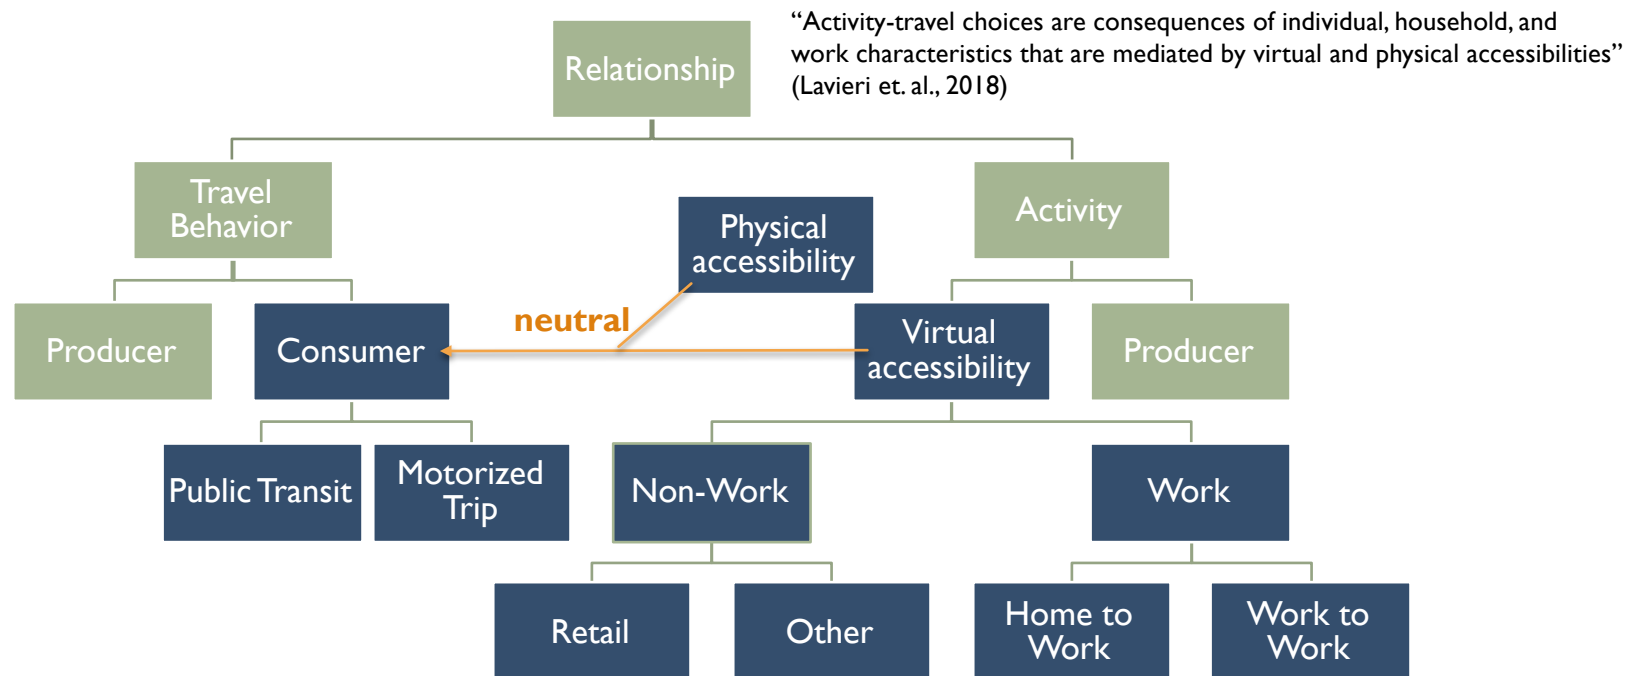 “Activity-travel choices are consequences of individual, household, and
work characteristics that are mediated by virtual and physical accessibilities”
(Lavieri et. al., 2018)
Relationship
Travel
Behavior
Physical
accessibility
Activity
neutral
Producer
Consumer
Virtual
accessibility
Producer
Public Transit
Motorized
Trip
Non-Work
Work
Retail
Other
Home to
Work
Work to
Work